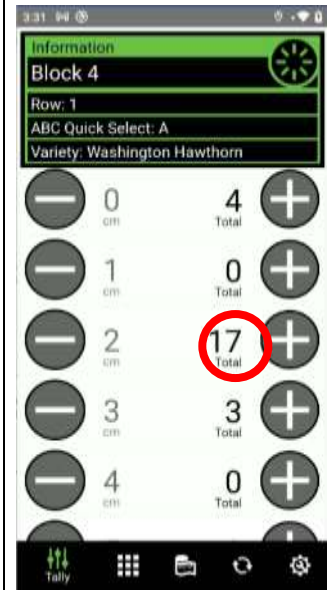 3:31
Information
Block 4
Row: 1
ABC Quick Select: A
Variety: Washington Hawthorn
0 4
cm Total
1 0
cm Total
2 17
cm Total
3 3
cm Total
4 0
cm Total
Tally